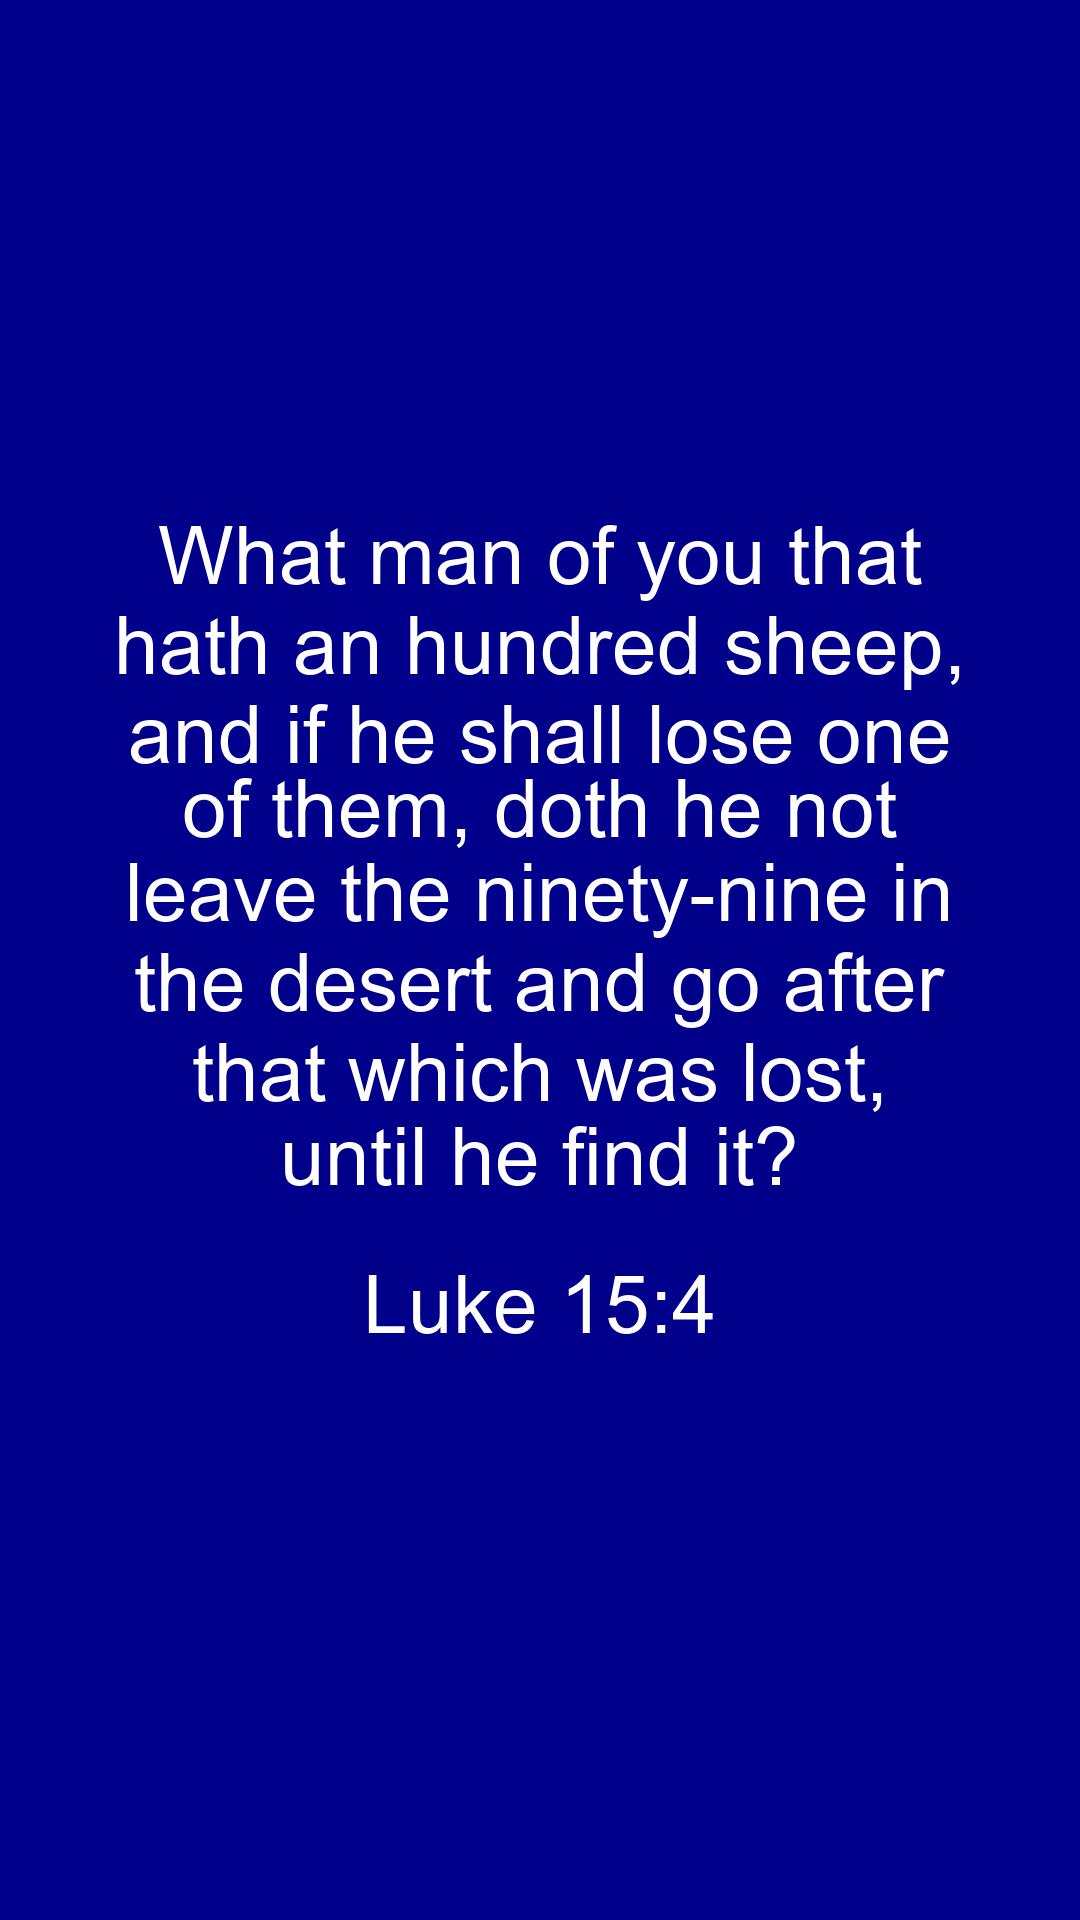 What man of you that
hath an hundred sheep,
and if he shall lose one
of them, doth he not
leave the ninety-nine in
the desert and go after
that which was lost,
until he find it?
Luke 15:4